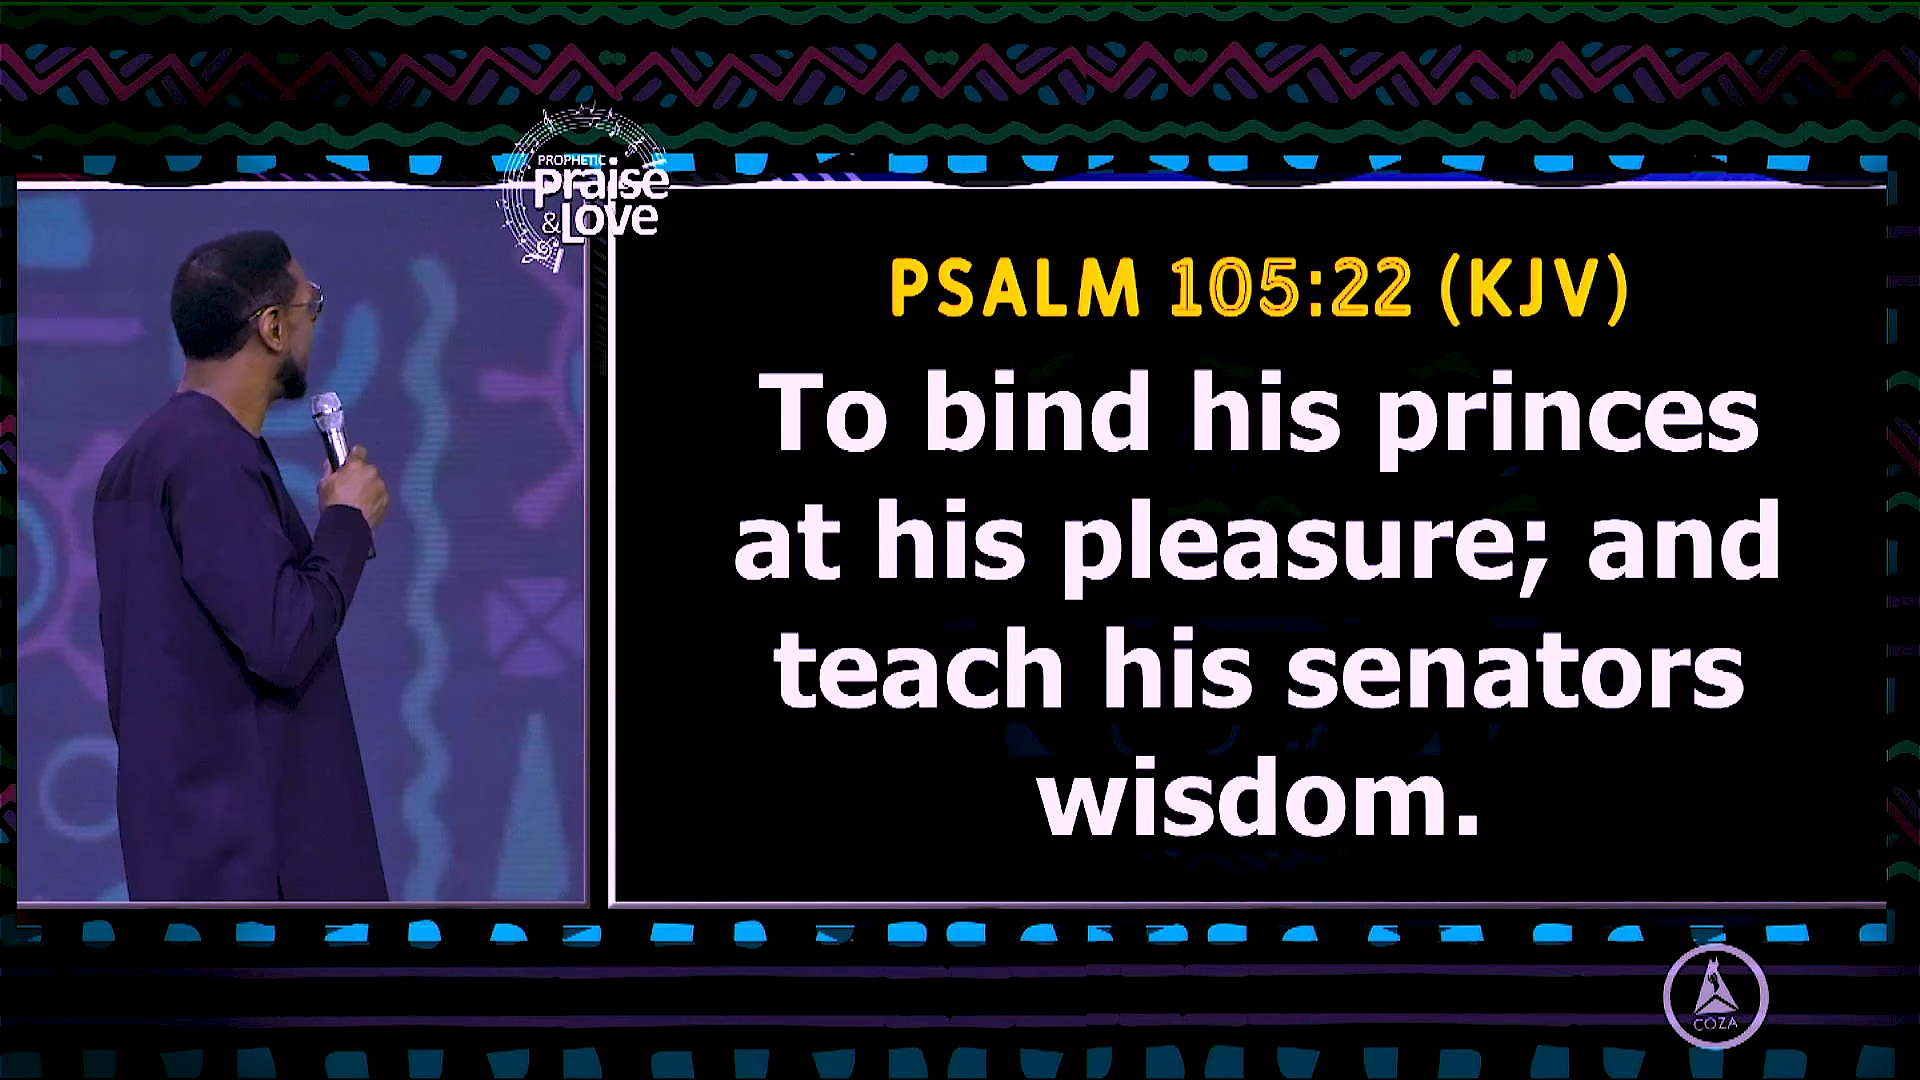 PROPHETIC
Praise
& Love
PSALM 105:22 (KJV)
To bind his princes
at his pleasure; and
teach his senators
wisdom.
COZA